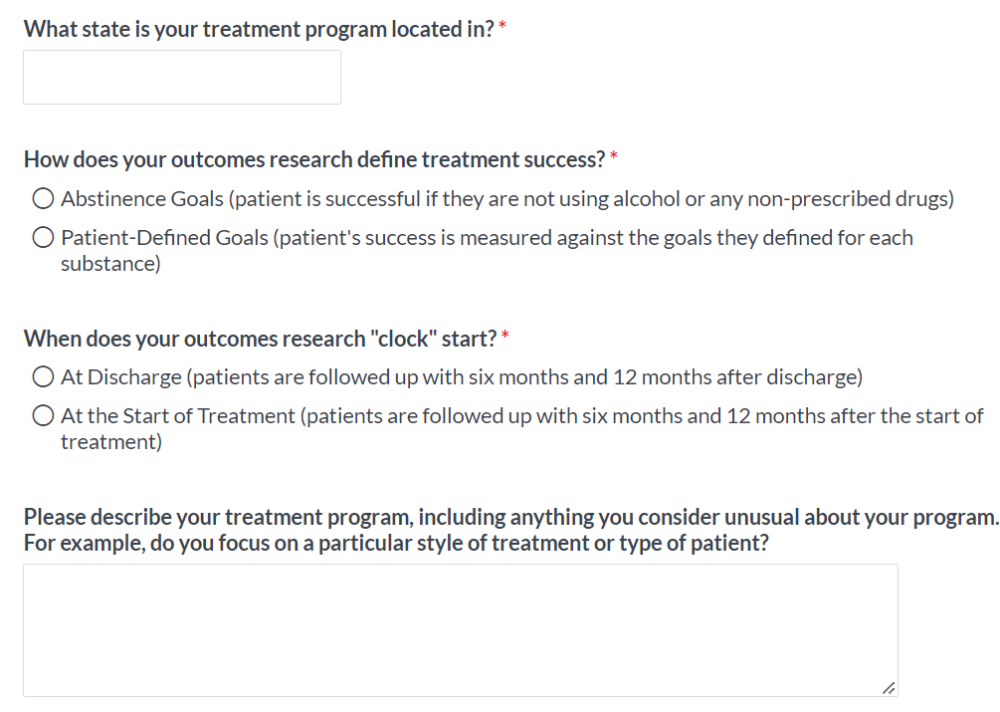 What state is your treatment program located in? *
How does your outcomes research define treatment success? *
Abstinence Goals (patient is successful if they are not using alcohol or any non-prescribed drugs)
Patient-Defined Goals (patient's success is measured against the goals they defined for each
substance)
When does your outcomes research "clock" start? *
At Discharge (patients are followed up with six months and 12 months after discharge)
At the Start of Treatment (patients are followed up with six months and 12 months after the start of
treatment)
Please describe your treatment program, including anything you consider unusual about your program.
For example, do you focus on a particular style of treatment or type of patient?